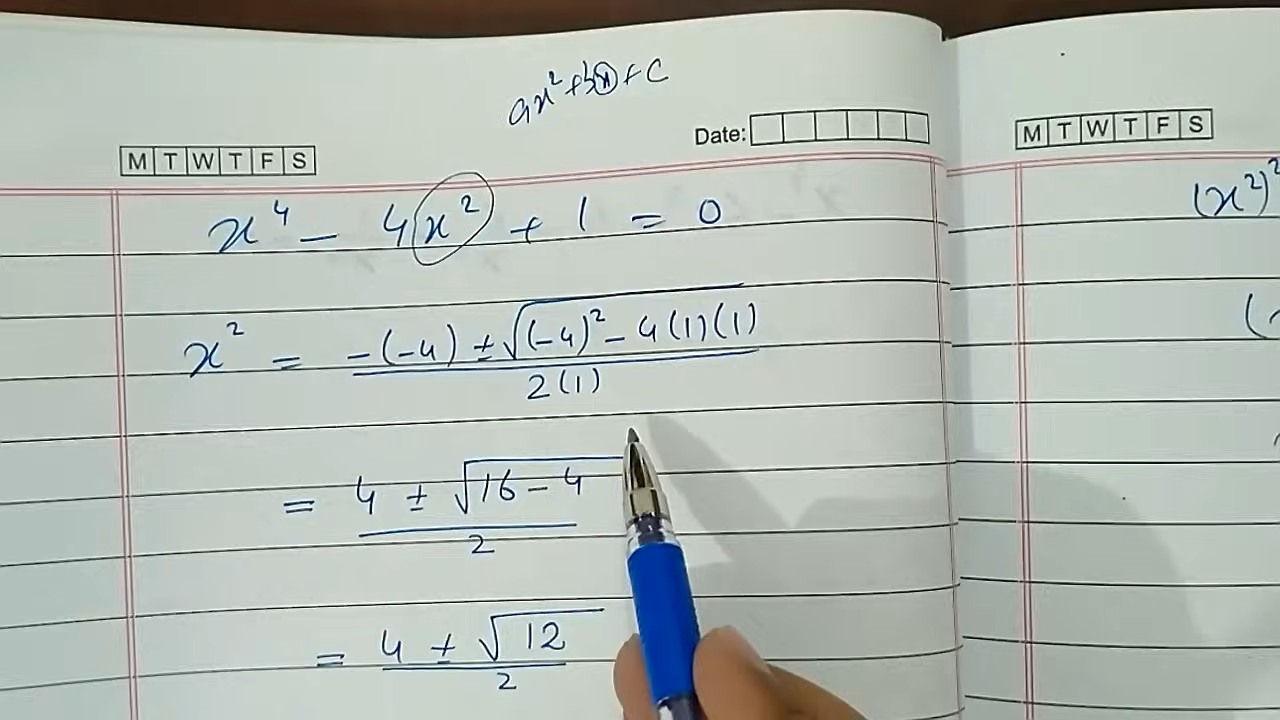 ax² + bx + c
Date:
M T W T F S
M T W T F S
x⁴ - 4x² + 1 = 0
(x²)²
x² = -(-4) ± √(-4)² - 4(1)(1) / 2(1)
= 4 ± √16 - 4 / 2
= 4 ± √12 / 2